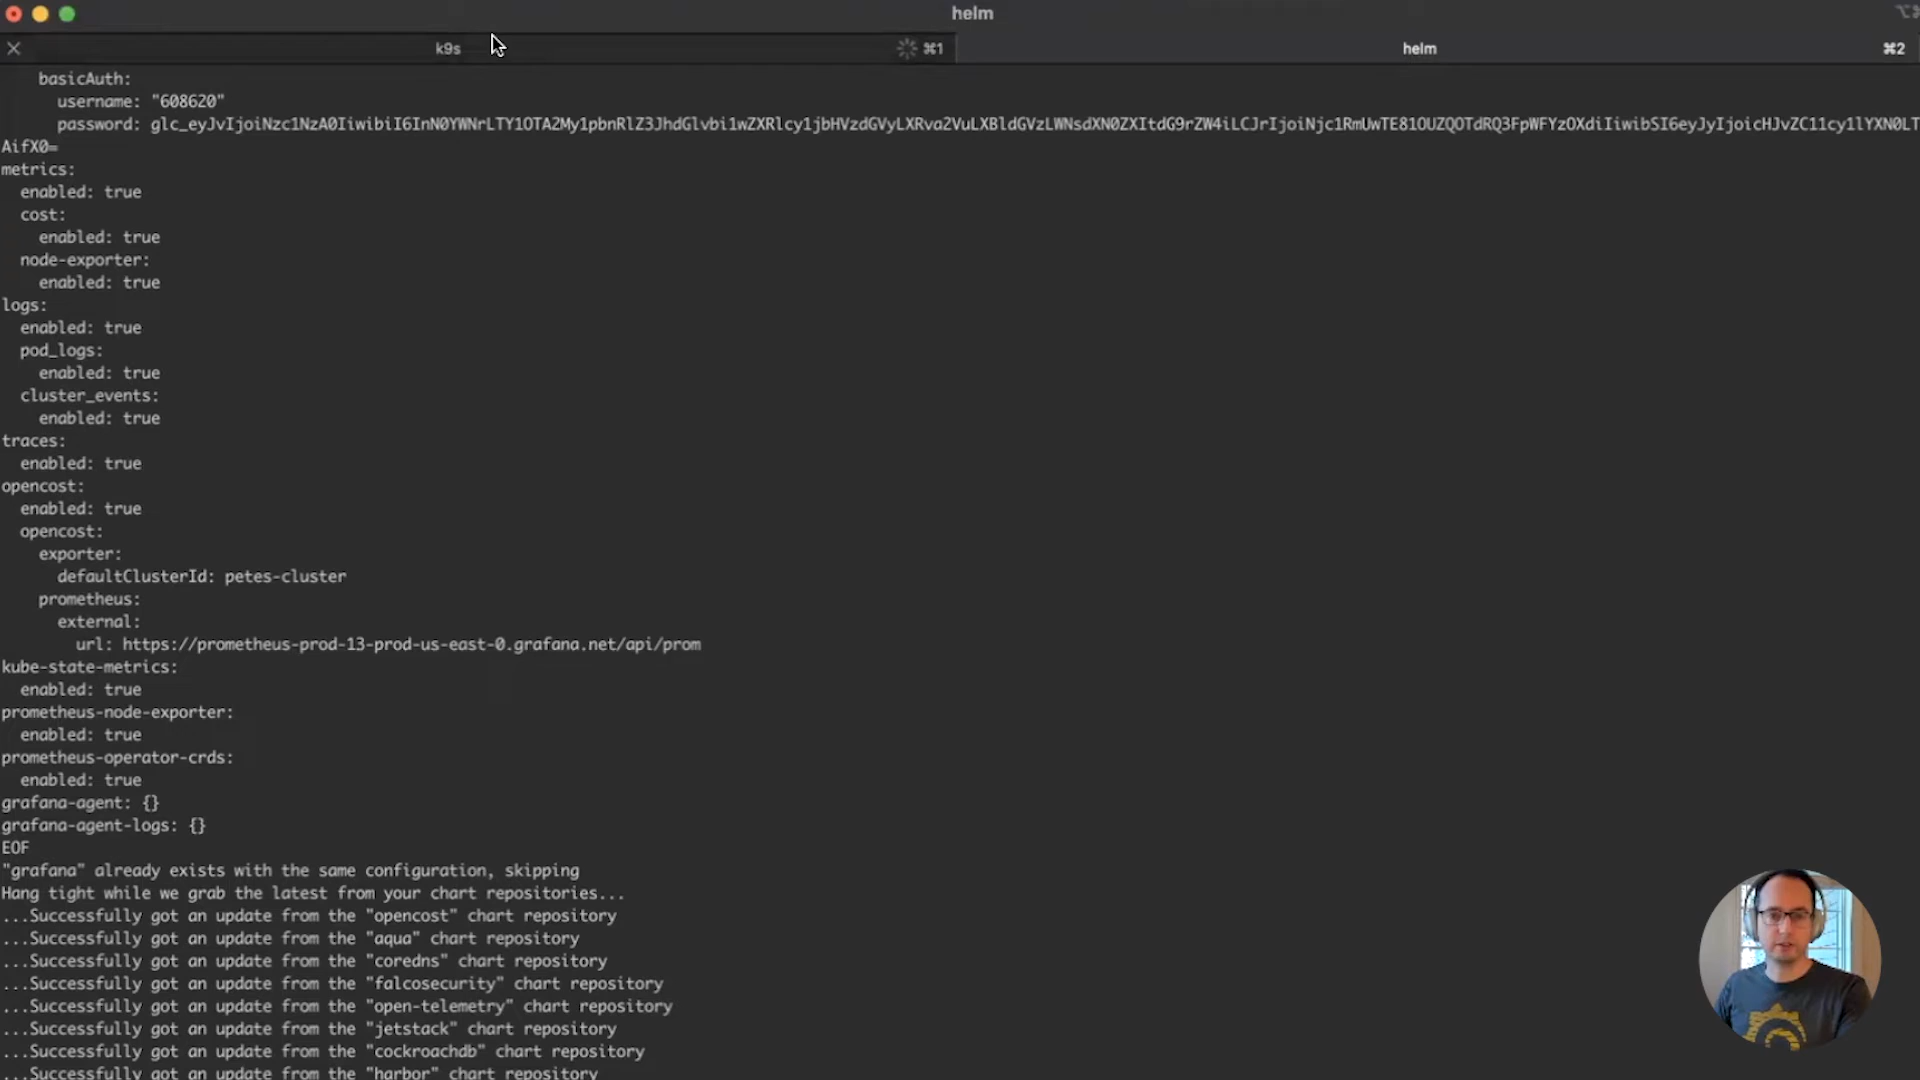 helm
k9s ⌘1 helm ⌘2
basicAuth:
username: "608620"
password:
AifX0=
metrics:
enabled: true
cost:
enabled: true
node-exporter:
enabled: true
logs:
enabled: true
pod_logs:
enabled: true
cluster_events:
enabled: true
traces:
enabled: true
opencost:
enabled: true
opencost:
exporter:
defaultClusterId: petes-cluster
prometheus:
external:
url: https://prometheus-prod-13-prod-us-east-0.grafana.net/api/prom
kube-state-metrics:
enabled: true
prometheus-node-exporter:
enabled: true
prometheus-operator-crds:
enabled: true
grafana-agent: {}
grafana-agent-logs: {}
EOF
"grafana" already exists with the same configuration, skipping
Hang tight while we grab the latest from your chart repositories...
...Successfully got an update from the "opencost" chart repository
...Successfully got an update from the "aqua" chart repository
...Successfully got an update from the "coredns" chart repository
...Successfully got an update from the "falcosecurity" chart repository
...Successfully got an update from the "open-telemetry" chart repository
...Successfully got an update from the "jetstack" chart repository
...Successfully got an update from the "cockroachdb" chart repository
...Successfully got an update from the "harbor" chart repository